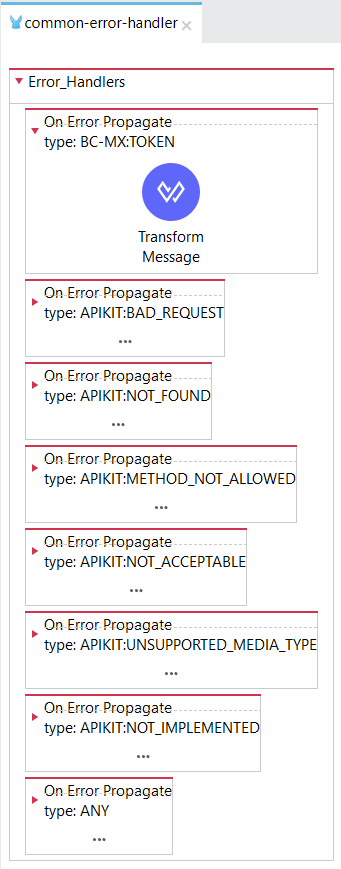 common-error-handler
Error_Handlers
On Error Propagate
type: BC-MX:TOKEN
Transform
Message
On Error Propagate
type: APIKIT:BAD_REQUEST
...
On Error Propagate
type: APIKIT:NOT_FOUND
...
On Error Propagate
type: APIKIT:METHOD_NOT_ALLOWED
...
On Error Propagate
type: APIKIT:NOT_ACCEPTABLE
...
On Error Propagate
type: APIKIT:UNSUPPORTED_MEDIA_TYPE
...
On Error Propagate
type: APIKIT:NOT_IMPLEMENTED
...
On Error Propagate
type: ANY
...